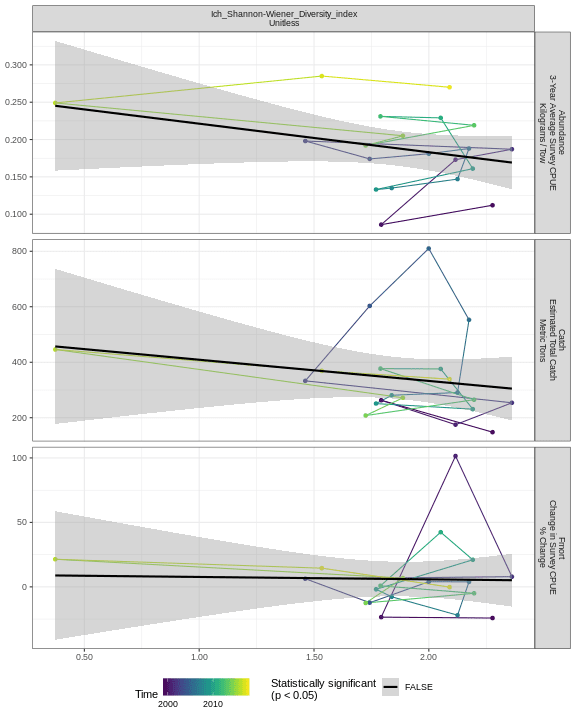 Ich_Shannon-Wiener_Diversity_index
Unitless
0.300
0.250
0.200
0.150
0.100
Abundance
3-Year Average Survey CPUE
Kilograms / Tow
800
600
400
200
Catch
Estimated Total Catch
Metric Tons
100
50
0
Fmort
Change in Survey CPUE
% Change
0.50 1.00 1.50 2.00
Time
2000 2010
Statistically significant
(p < 0.05)
FALSE